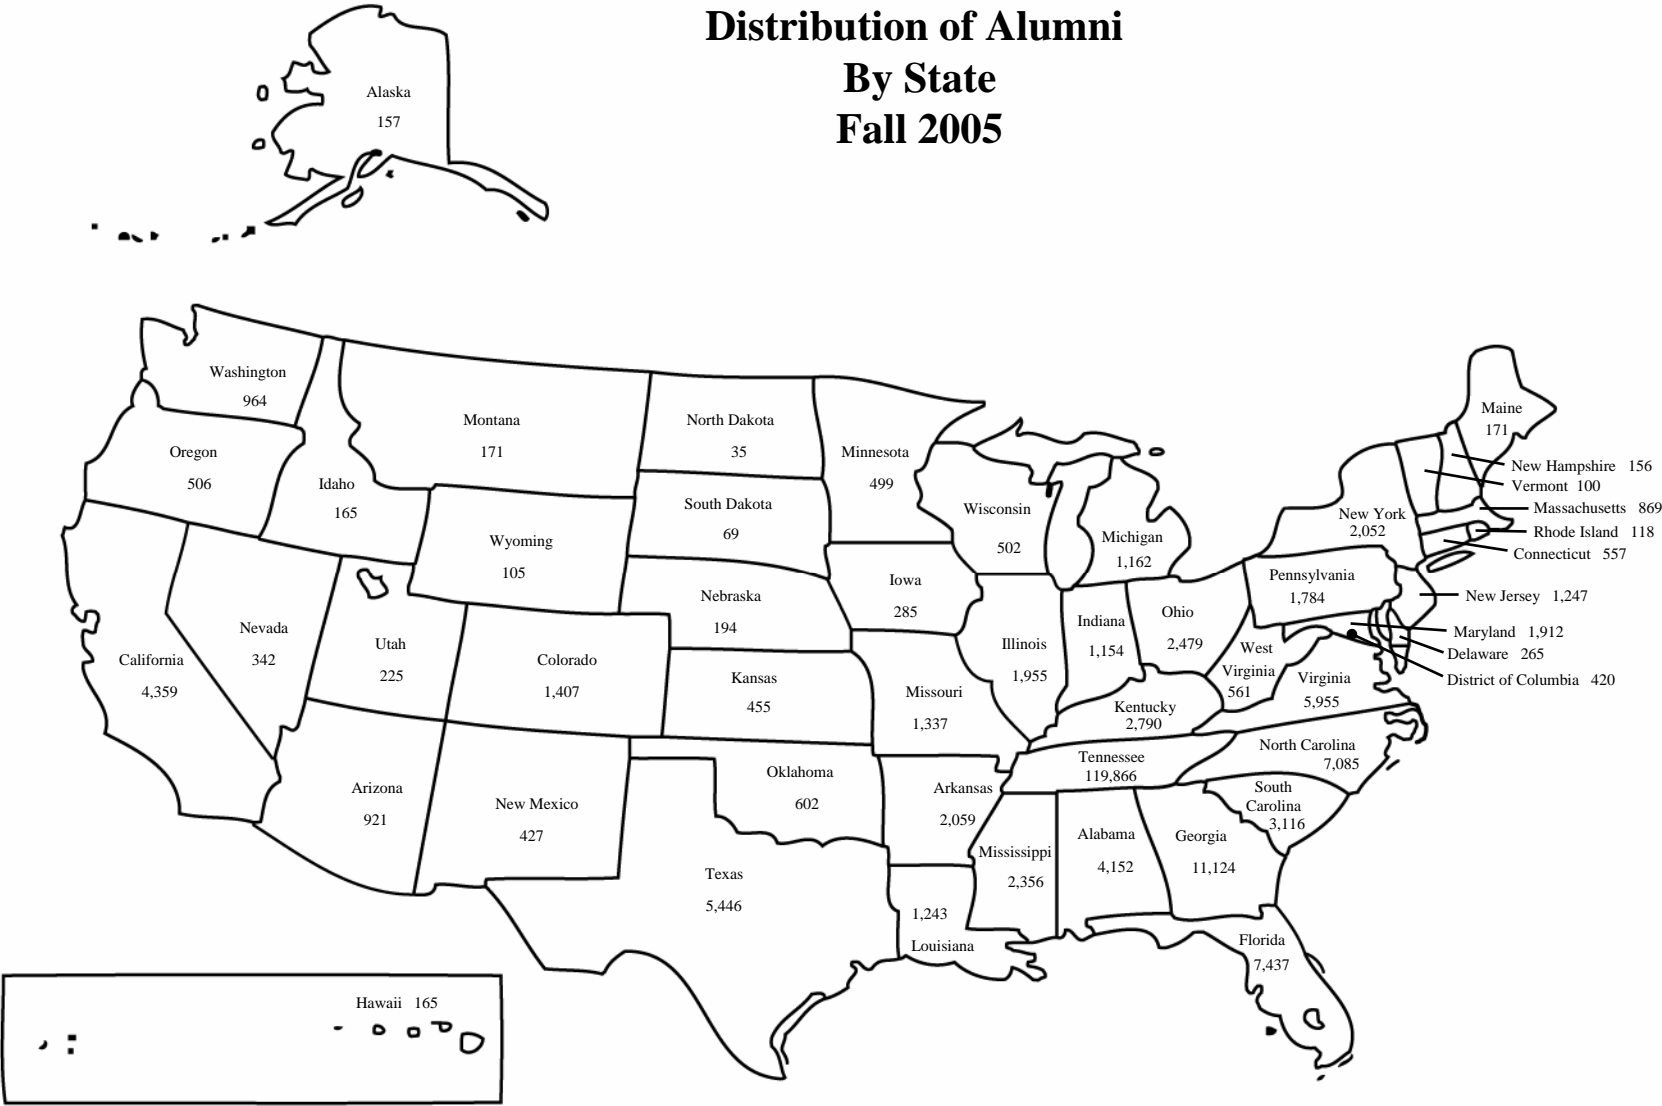 Distribution of Alumni
By State
Fall 2005
Alaska
157
Washington
964
Oregon
506
Idaho
165
Montana
171
North Dakota
35
South Dakota
69
Minnesota
499
Wisconsin
502
Michigan
1,162
Maine
171
New Hampshire 156
Vermont 100
Massachusetts 869
Rhode Island 118
Connecticut 557
New York
2,052
Pennsylvania
1,784
New Jersey 1,247
Maryland 1,912
Delaware 265
District of Columbia 420
Wyoming
105
Nebraska
194
Iowa
285
Illinois
1,955
Indiana
1,154
Ohio
2,479
West
Virginia
561
Virginia
5,955
California
4,359
Nevada
342
Utah
225
Colorado
1,407
Kansas
455
Missouri
1,337
Kentucky
2,790
Tennessee
119,866
North Carolina
7,085
South
Carolina
3,116
Arizona
921
New Mexico
427
Oklahoma
602
Arkansas
2,059
Texas
5,446
1,243
Louisiana
Mississippi
2,356
Alabama
4,152
Georgia
11,124
Florida
7,437
Hawaii 165